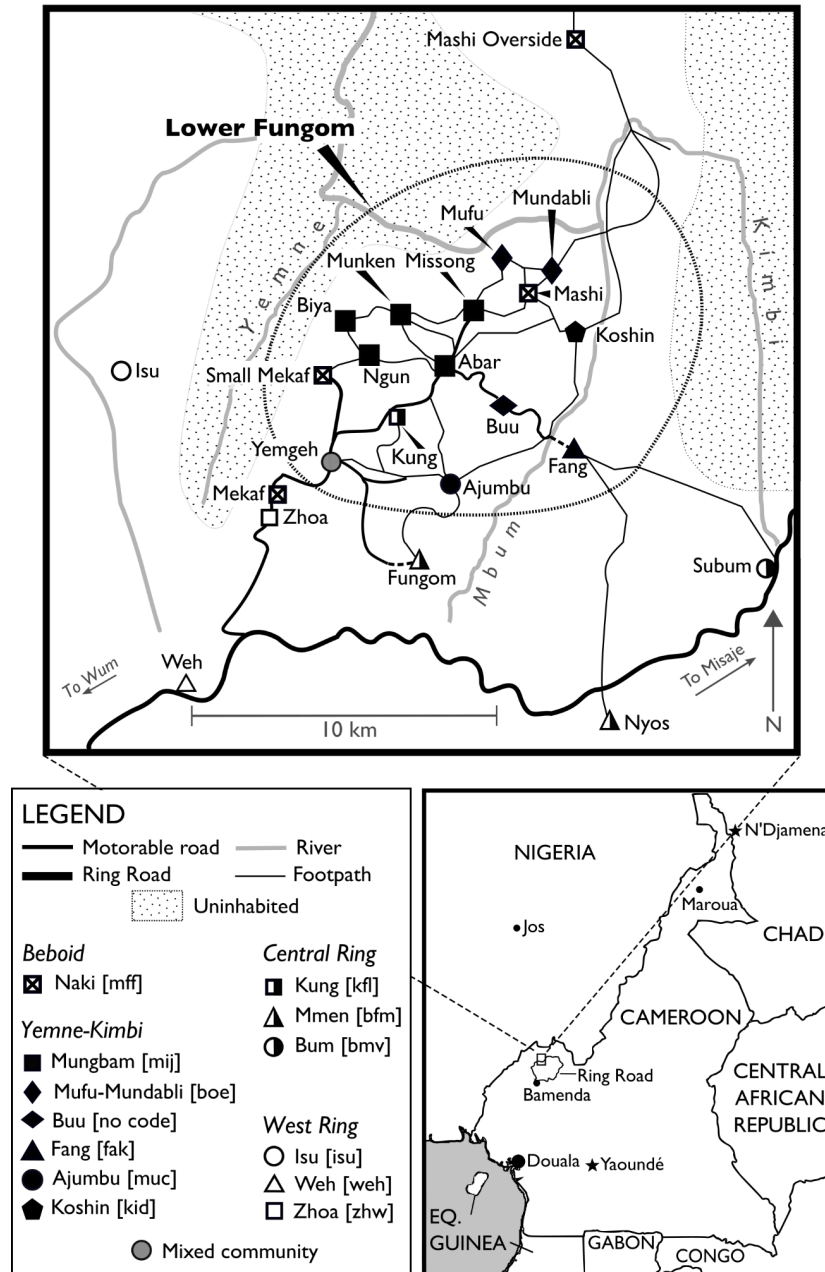 Mashi Overside
Lower Fungom
Mundabli
Mufu
Kimbi
Yemne
Munken
Missong
Mashi
Biya
Koshin
Isu
Small Mekaf
Ngun
Abar
Buu
Yemgeh
Kung
Fang
Mekaf
Ajumbu
Zhoa
Mbum
Fungom
Subum
Weh
To Wum
To Misaje
10 km
Nyos
N
LEGEND
Motorable road
River
Ring Road
Footpath
Uninhabited
Beboid
Naki [mff]
Yemne-Kimbi
Mungbam [mij]
Mufu-Mundabli [boe]
Buu [no code]
Fang [fak]
Ajumbu [muc]
Koshin [kid]
Central Ring
Kung [kfl]
Mmen [bfm]
Bum [bmv]
West Ring
Isu [isu]
Weh [weh]
Zhoa [zhw]
Mixed community
NIGERIA
N'Djamena
Maroua
Jos
CHAD
CAMEROON
CENTRAL
AFRICAN
REPUBLIC
Ring Road
Bamenda
Douala
Yaoundé
EQ.
GUINEA
GABON
CONGO